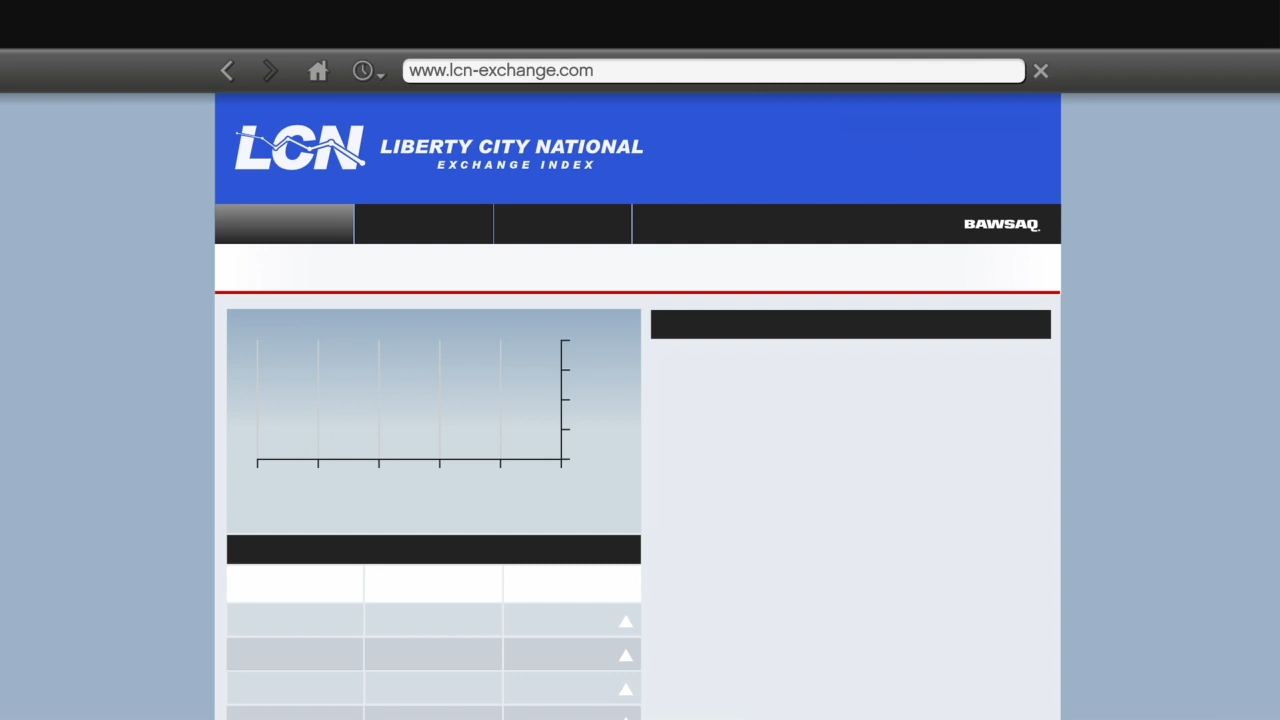 www.lcn-exchange.com
LCN
LIBERTY CITY NATIONAL
EXCHANGE INDEX
BAWSAQ